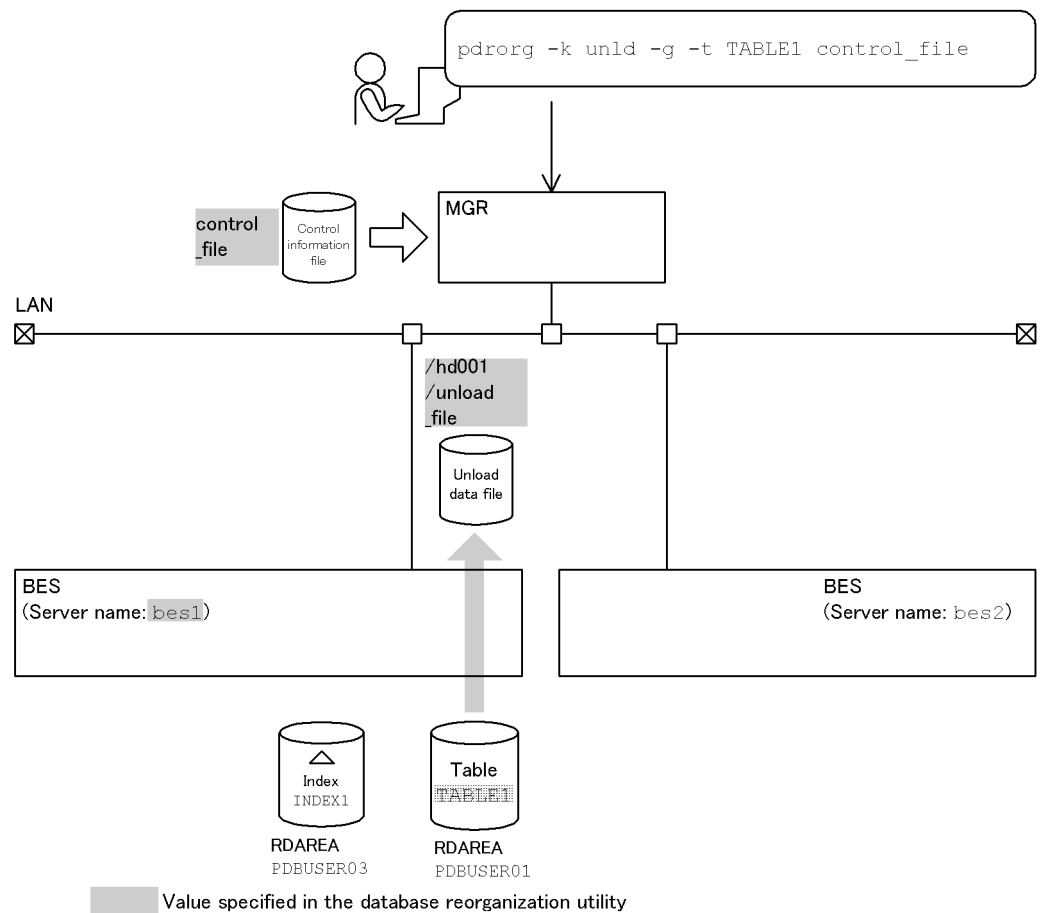 pdrorg -k unld -g -t TABLE1 control_file
MGR
control
_file
Control
information
file
LAN
/hd001
/unload
_file
Unload
data file
BES
(Server name: bes1)
BES
(Server name: bes2)
Index
INDEX1
RDAREA
PDBUSER03
Table
TABLE1
RDAREA
PDBUSER01
Value specified in the database reorganization utility